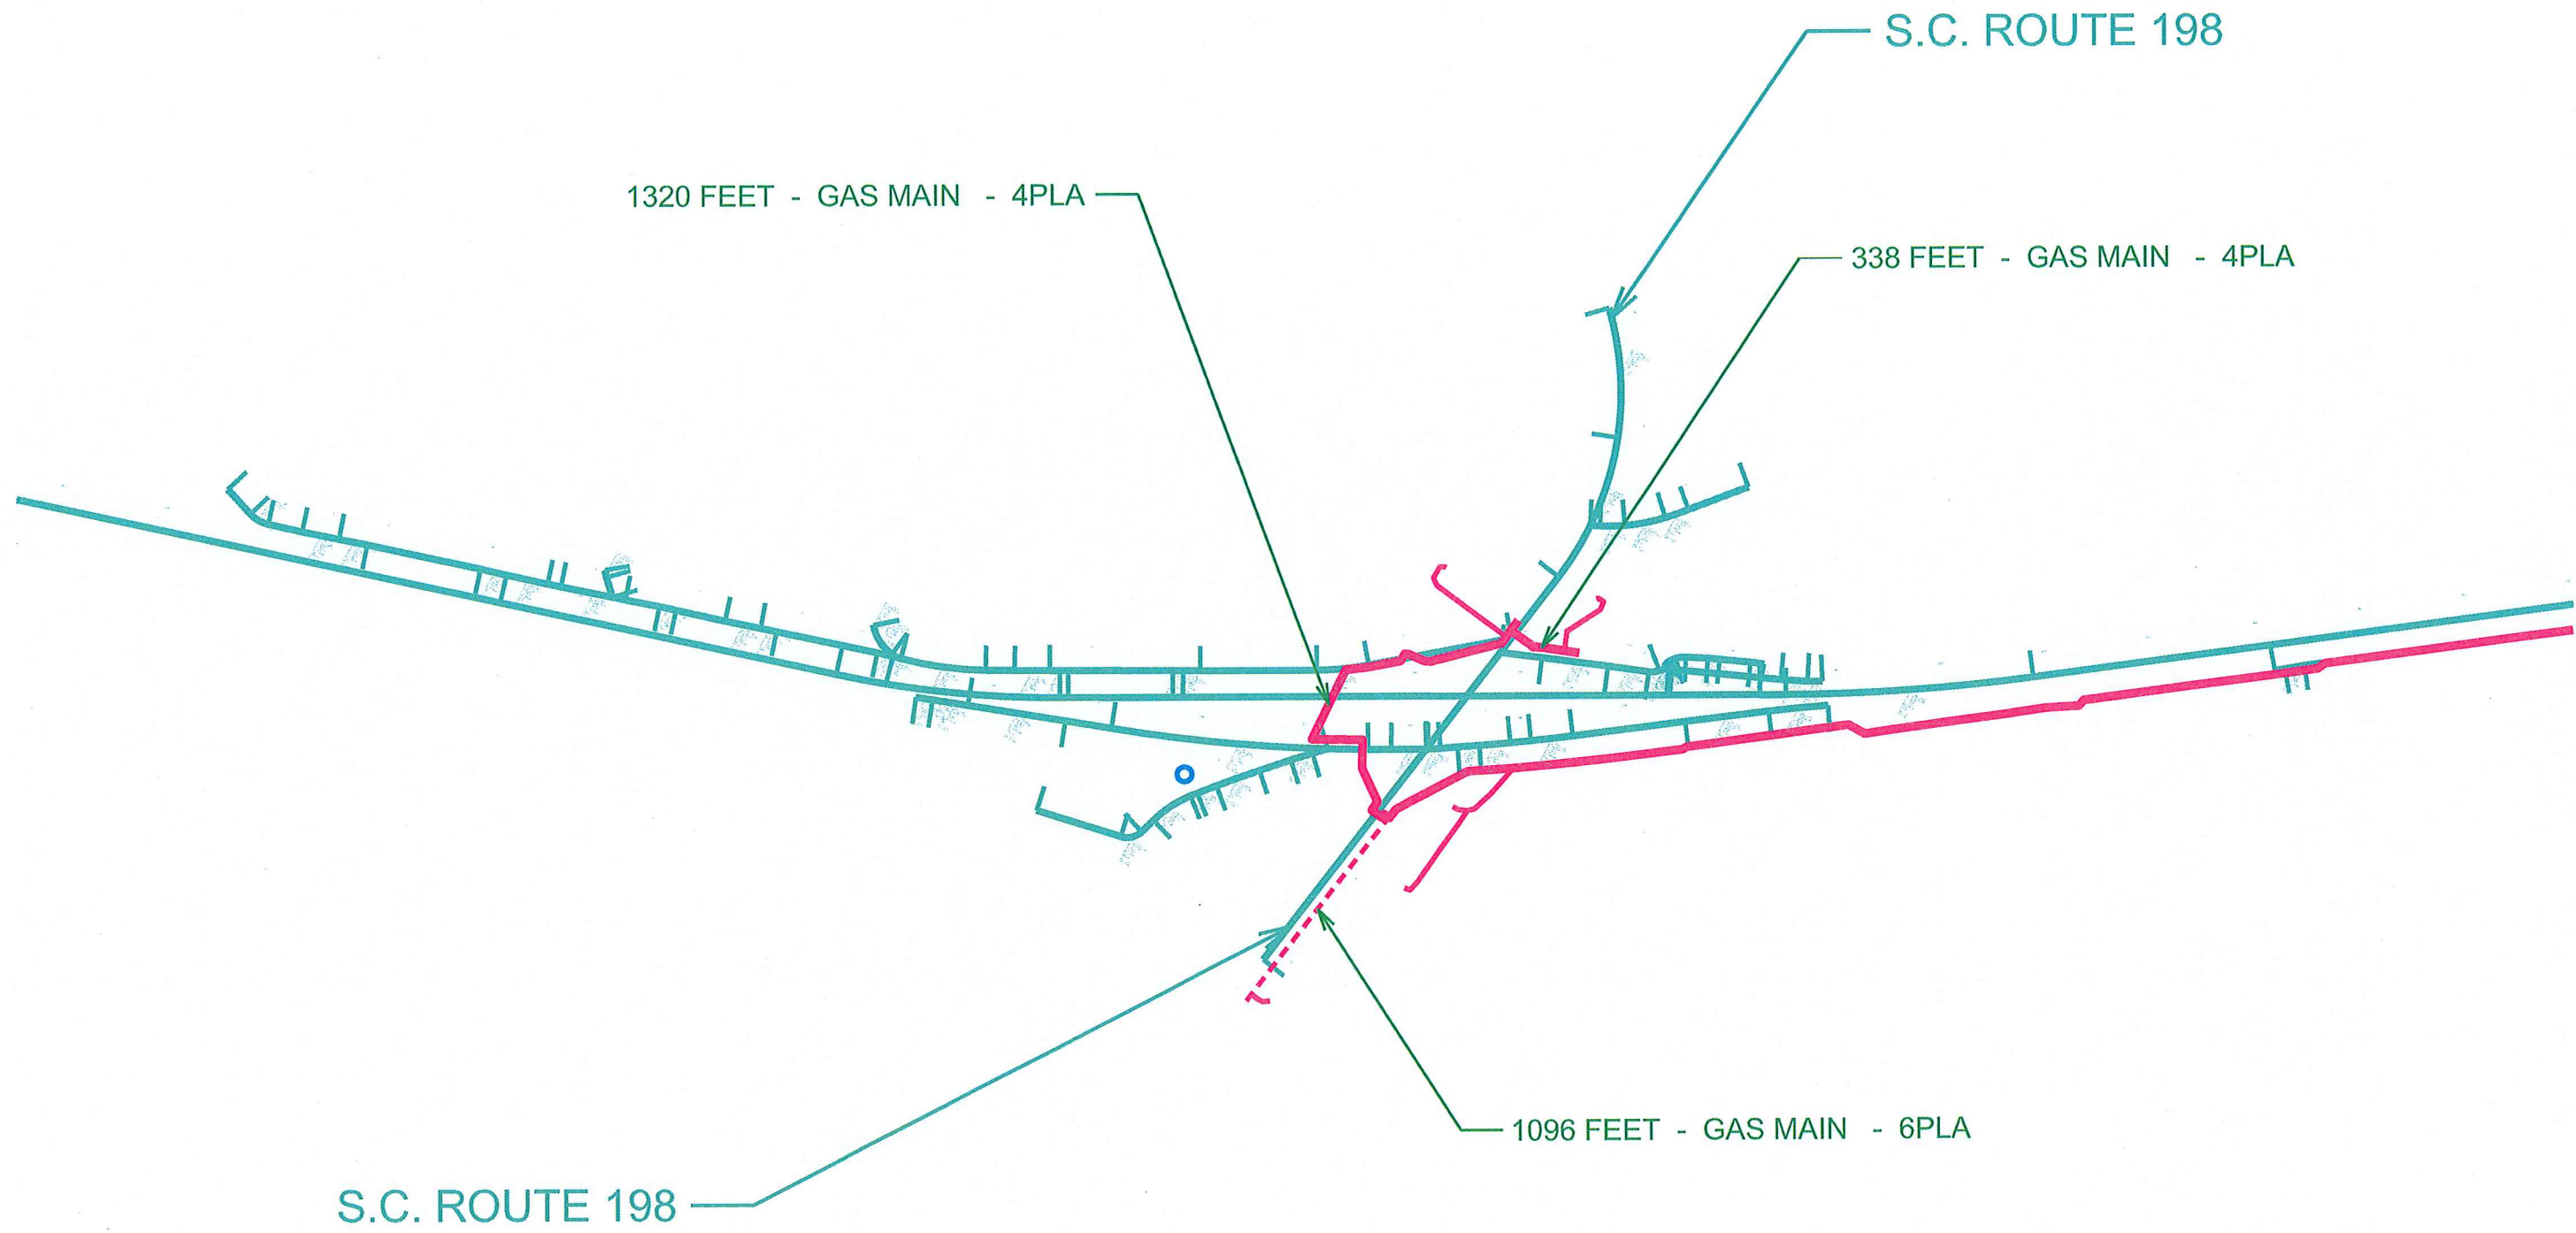 S.C. ROUTE 198
1320 FEET - GAS MAIN - 4PLA
338 FEET - GAS MAIN - 4PLA
1096 FEET - GAS MAIN - 6PLA
S.C. ROUTE 198